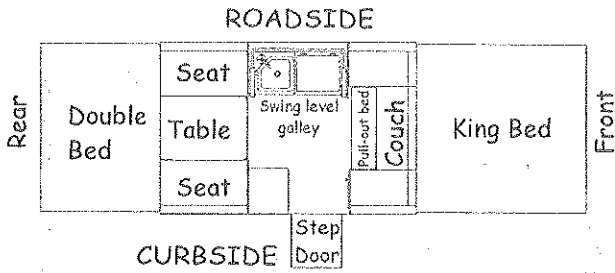 ROADSIDE
Rear
Double
Bed
Seat
Table
Seat
Swing level
galley
Pull-out bed
Couch
King Bed
Front
Step
Door
CURBSIDE